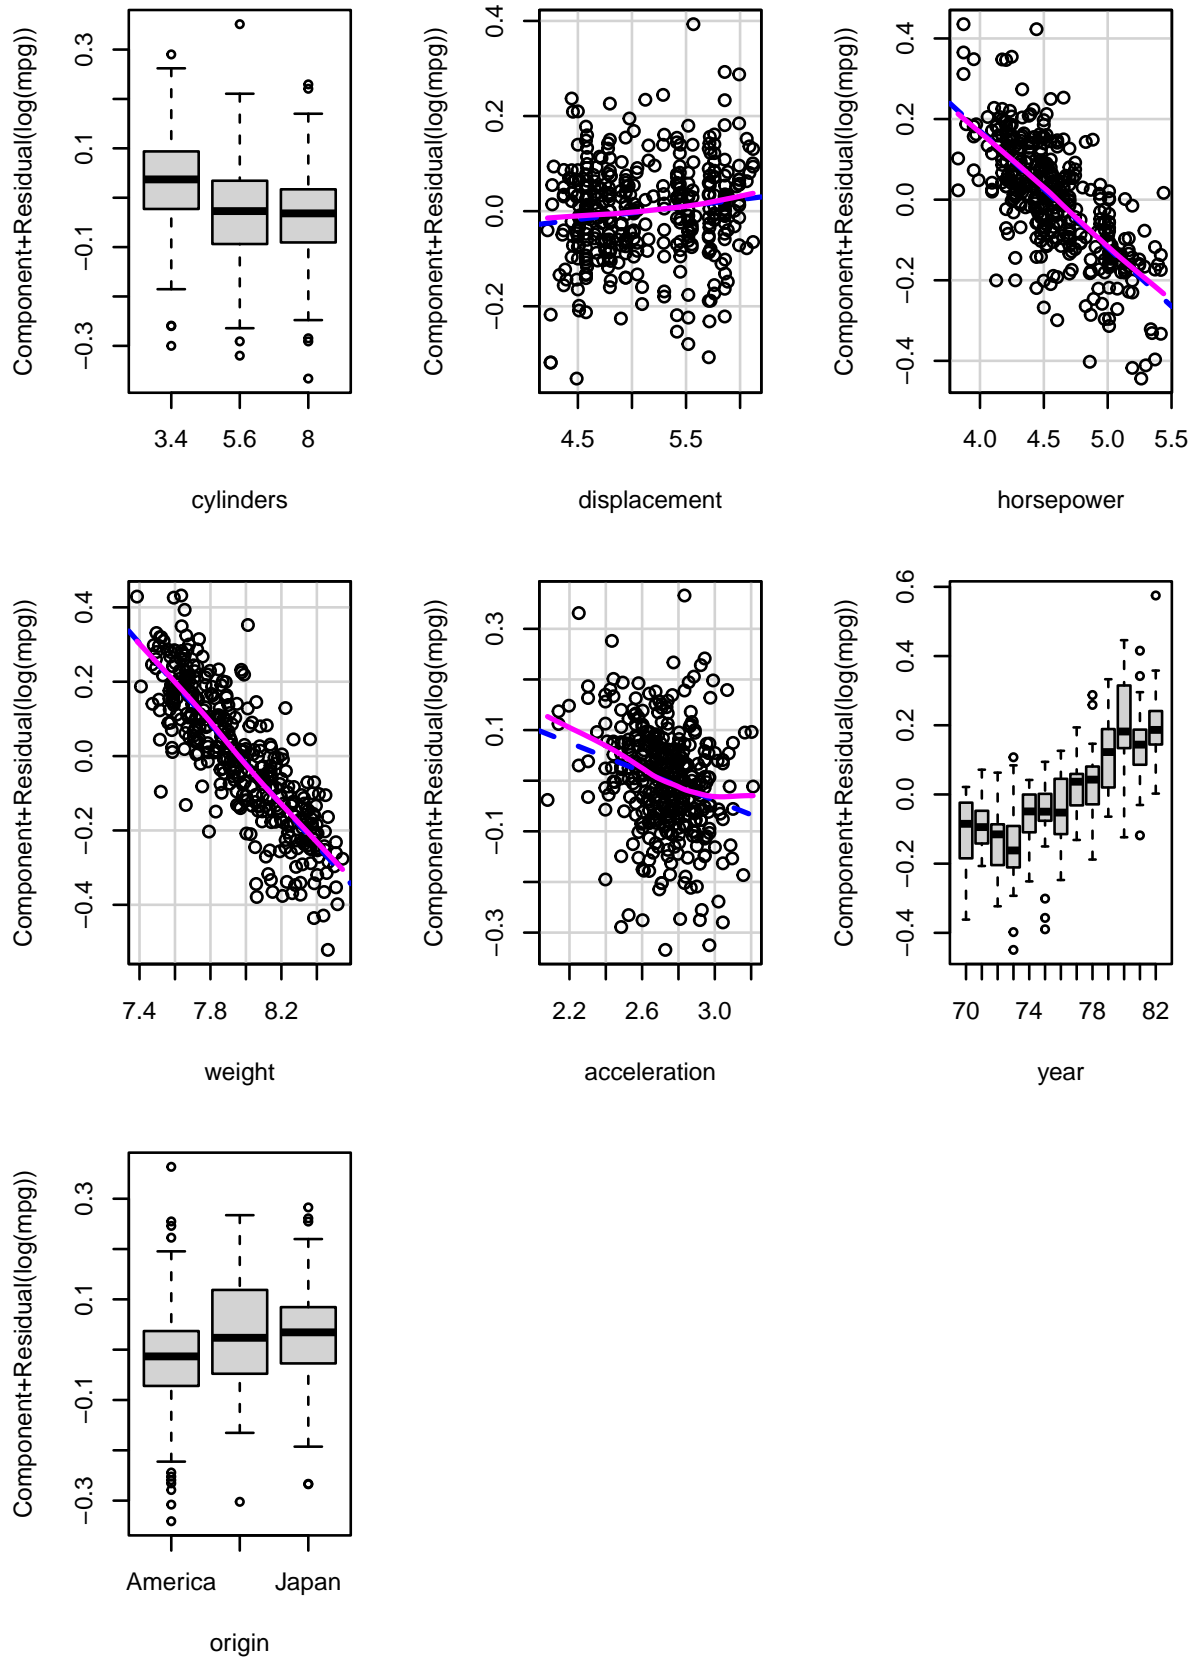 Component+Residual(log(mpg))
0.3
0.1
−0.1
−0.3
3.4 5.6 8
cylinders
Component+Residual(log(mpg))
0.4
0.2
0.0
−0.2
4.5 5.5
displacement
Component+Residual(log(mpg))
0.4
0.2
0.0
−0.2
−0.4
4.0 4.5 5.0 5.5
horsepower
Component+Residual(log(mpg))
0.4
0.2
0.0
−0.2
−0.4
7.4 7.8 8.2
weight
Component+Residual(log(mpg))
0.3
0.1
−0.1
−0.3
2.2 2.6 3.0
acceleration
Component+Residual(log(mpg))
0.6
0.4
0.2
0.0
−0.2
−0.4
70 74 78 82
year
Component+Residual(log(mpg))
0.3
0.1
−0.1
−0.3
America Japan
origin